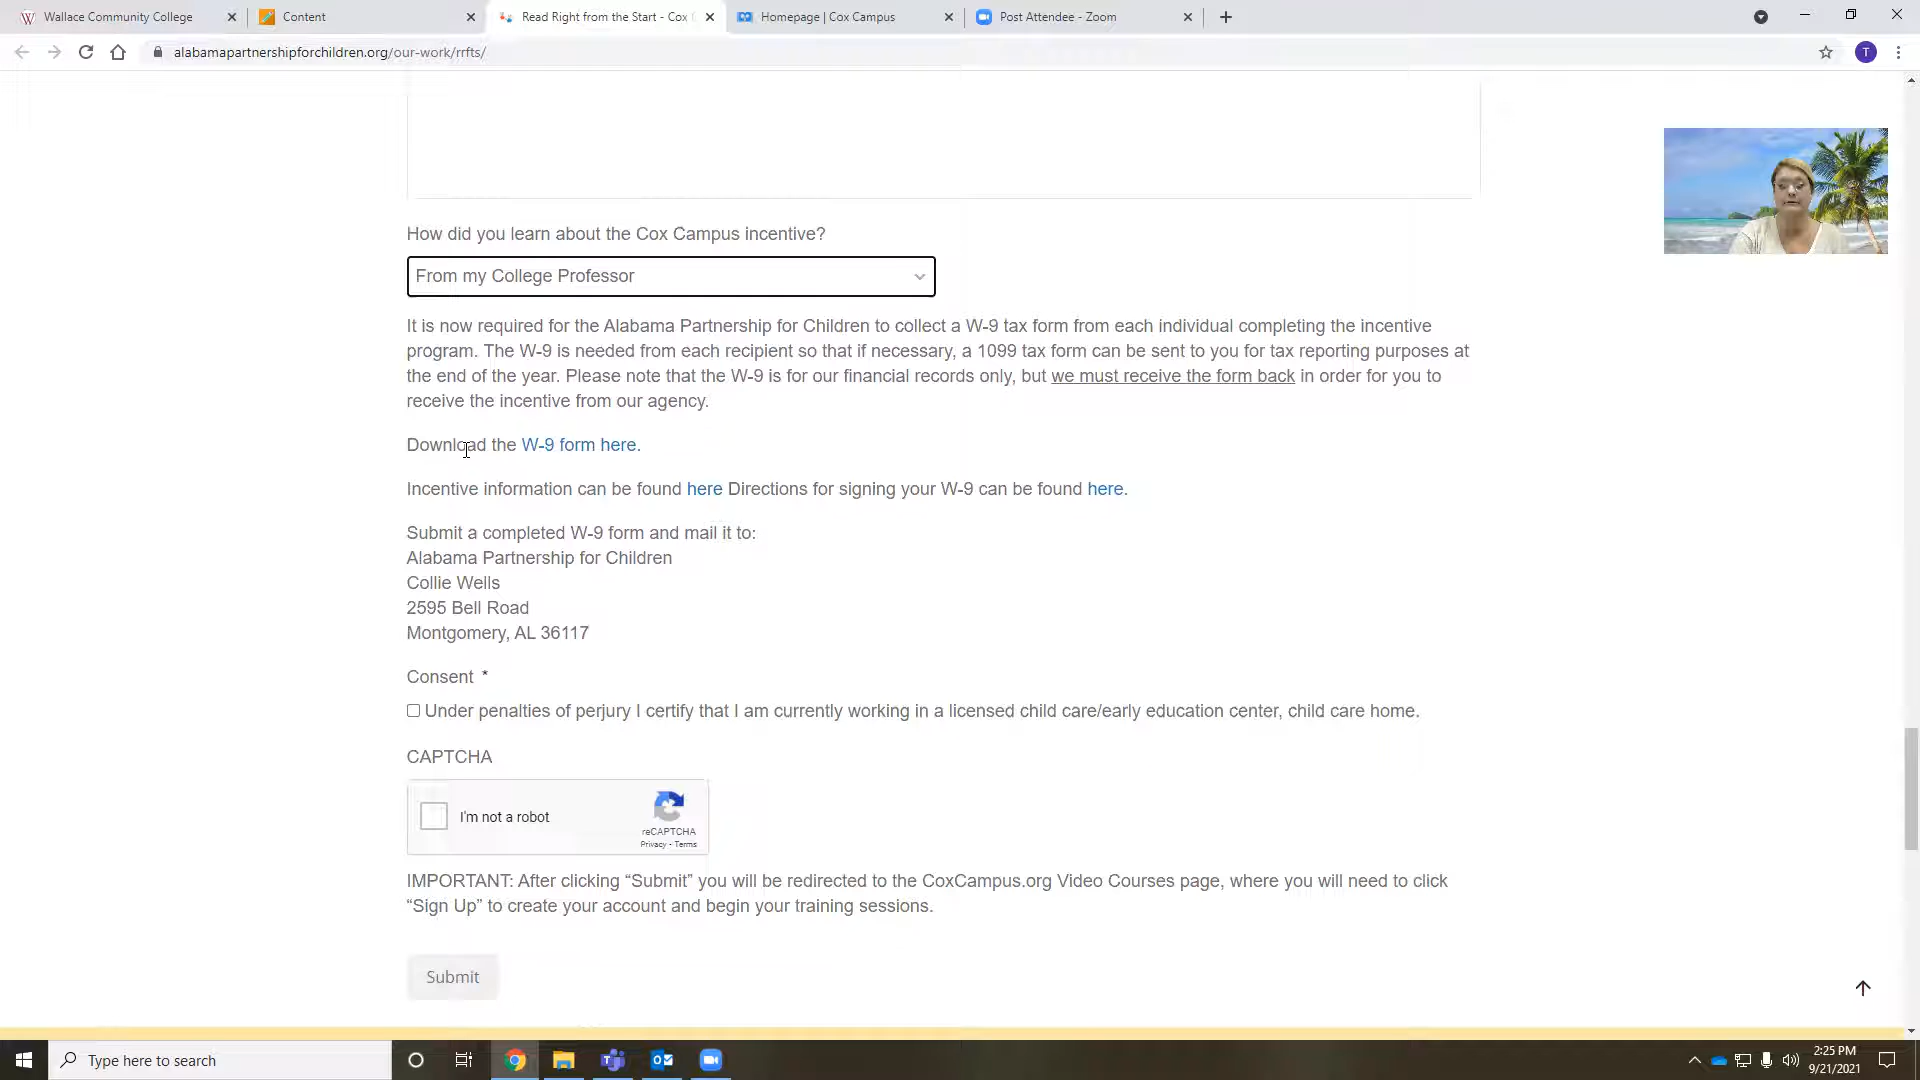 Wallace Community College
Content
Read Right from the Start - Cox
Homepage | Cox Campus
Post Attendee - Zoom
T
alabamapartnershipforchildren.org/our-work/rrfts/
How did you learn about the Cox Campus incentive?
From my College Professor
It is now required for the Alabama Partnership for Children to collect a W-9 tax form from each individual completing the incentive
program. The W-9 is needed from each recipient so that if necessary, a 1099 tax form can be sent to you for tax reporting purposes at
the end of the year. Please note that the W-9 is for our financial records only, but we must receive the form back in order for you to
receive the incentive from our agency.
Download the W-9 form here.
Incentive information can be found here Directions for signing your W-9 can be found here.
Submit a completed W-9 form and mail it to:
Alabama Partnership for Children
Collie Wells
2595 Bell Road
Montgomery, AL 36117
Consent *
Under penalties of perjury I certify that I am currently working in a licensed child care/early education center, child care home.
CAPTCHA
I'm not a robot
reCAPTCHA
Privacy - Terms
IMPORTANT: After clicking “Submit” you will be redirected to the CoxCampus.org Video Courses page, where you will need to click
“Sign Up” to create your account and begin your training sessions.
Submit
Type here to search
2:25 PM
9/21/2021